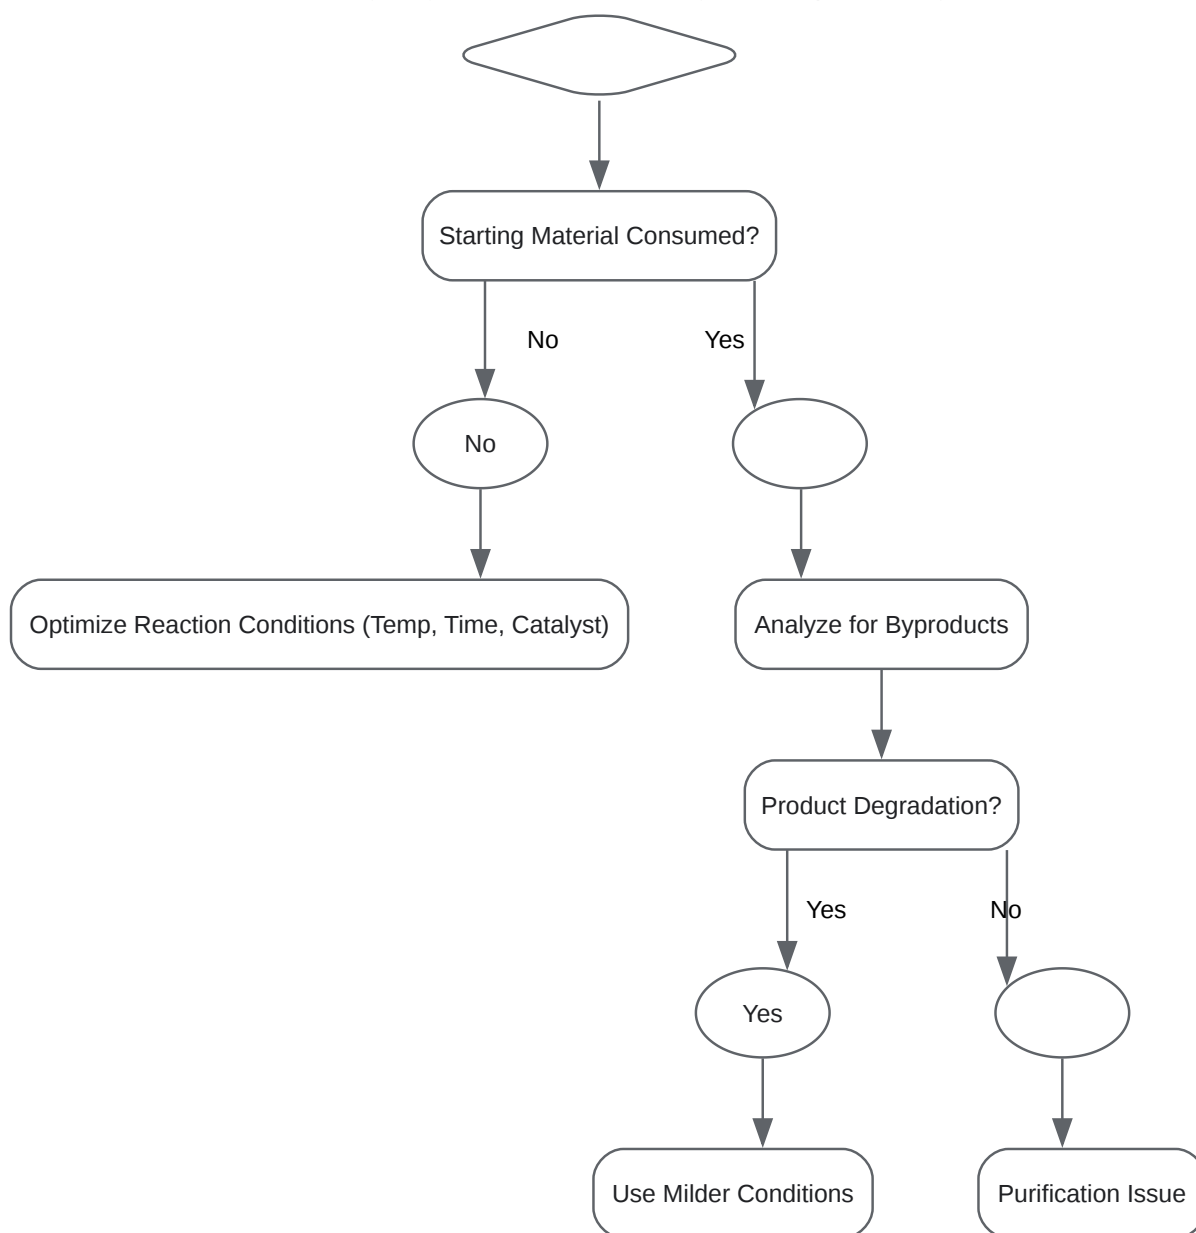 Starting Material Consumed?
No
Yes
No
Optimize Reaction Conditions (Temp, Time, Catalyst)
Analyze for Byproducts
Product Degradation?
Yes
No
Yes
Use Milder Conditions
Purification Issue